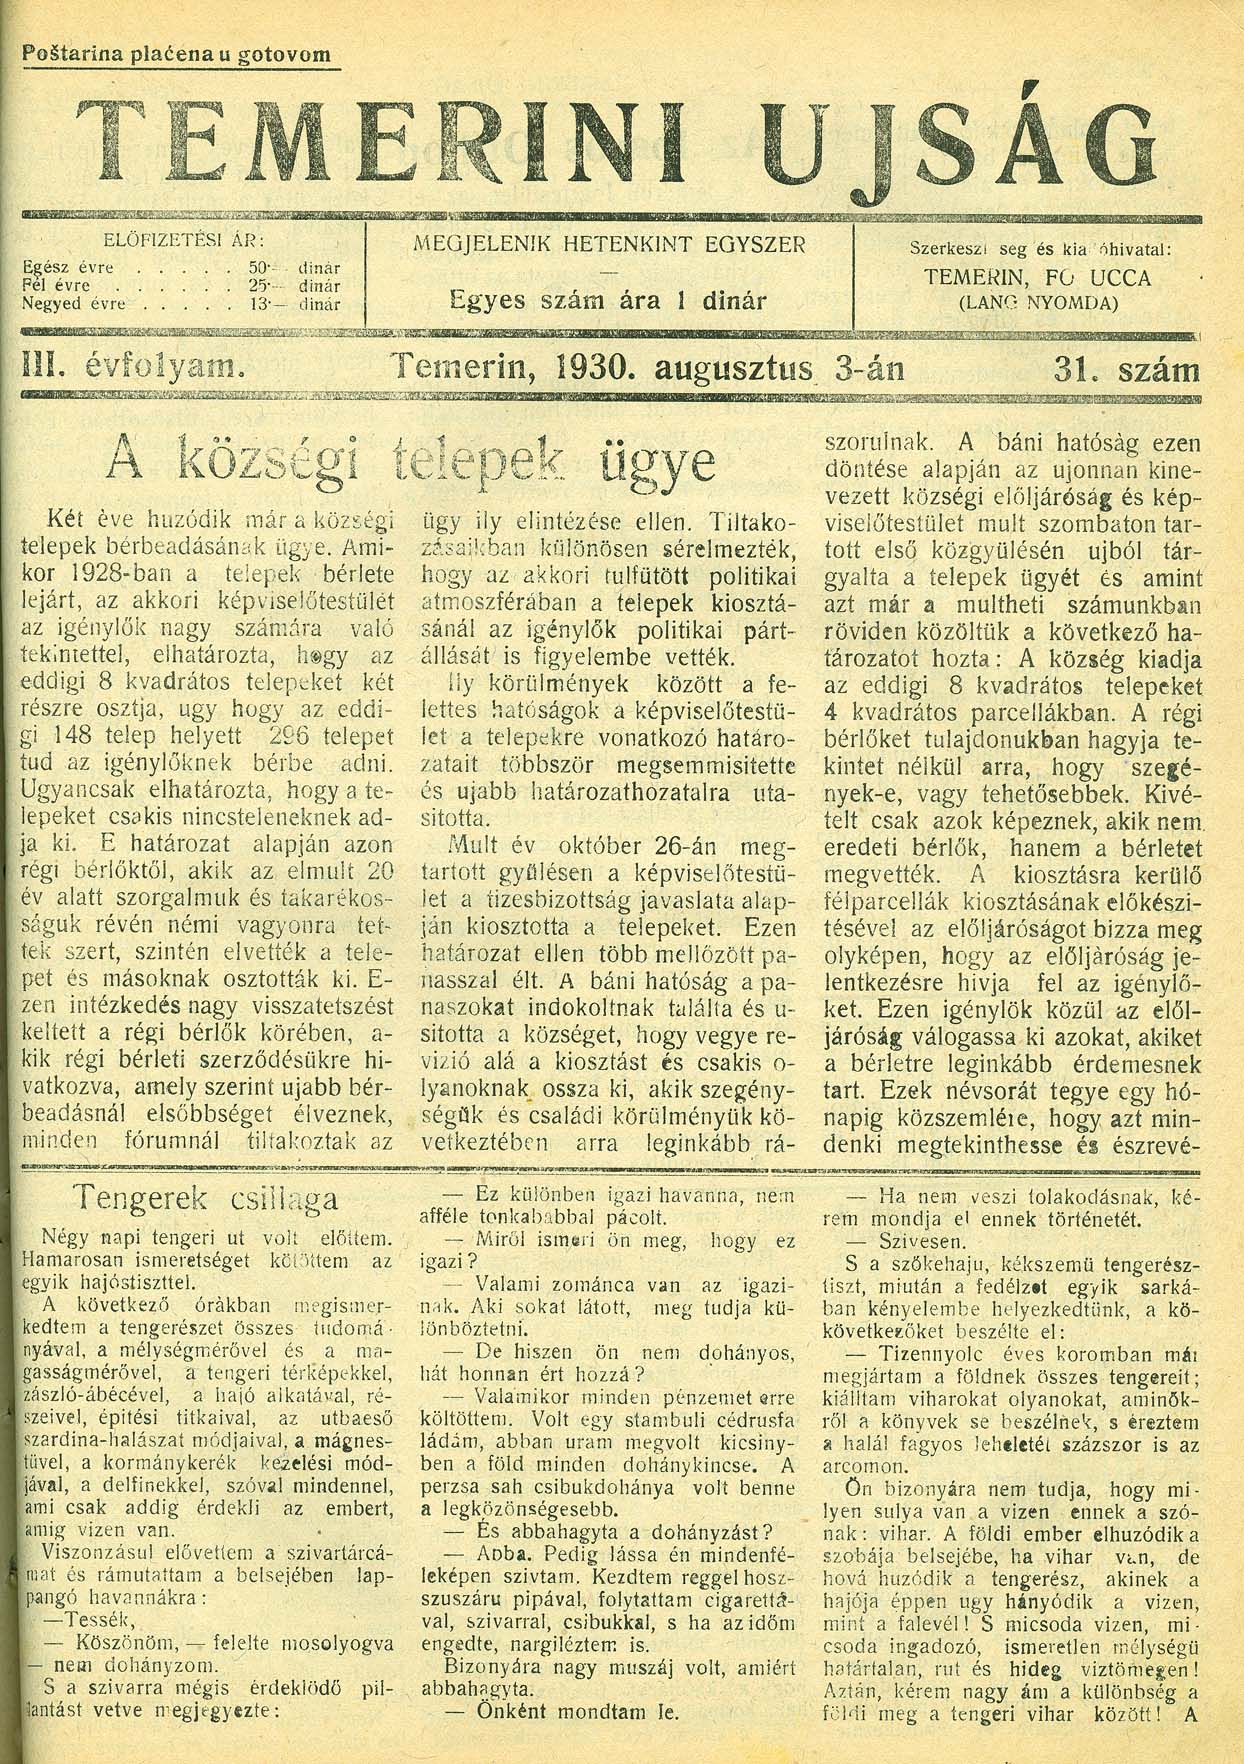 Poštarina plaćena u gotovom
TEMERINI UJSÁG
ELÖFIZETÉSI ÁR:
Egész évre . . . . . 50·— dinár
Fél évre . . . . . . 25·— dinár
Negyed évre . . . . . 13·— dinár
MEGJELENIK HETENKINT EGYSZER
—
Egyes szám ára 1 dinár
Szerkesz seg és kia óhivatal:
TEMERIN, FO UCCA
(LANG NYOMDA)
III. évfolyam. Temerin, 1930. augusztus 3-án 31. szám
A községi telepek ügye
Két éve huzódik már a községi
telepek bérbeadásának ügye. Ami-
kor 1928-ban a telepek bérlete
lejárt, az akkori képviselőtestülét
az igénylők nagy számára való
tekintettel, elhatározta, hogy az
eddigi 8 kvadrátos telepeket két
részre osztja, ugy hogy az eddi-
gi 148 telep helyett 296 telepet
tud az igénylőknek bérbe adni.
Ugyancsak elhatározta, hogy a te-
lepeket csakis nincsteleneknek ad-
ja ki. E határozat alapján azon
régi bérlőktől, akik az elmult 20
év alatt szorgalmuk és takarékos-
ságuk révén némi vagyonra tet-
tek szert, szintén elvették a tele-
pet és másoknak osztották ki. E-
zen intézkedés nagy visszatetszést
keltett a régi bérlők körében, a-
kik régi bérleti szerződésükre hi-
vatkozva, amely szerint ujabb bér-
beadásnál elsőbbséget élveznek,
minden fórumnál tiltakoztak az
ügy ily elintézése ellen. Tiltako-
zásaikban különösen sérelmezték,
hogy az akkori tulfütött politikai
atmoszférában a telepek kiosztá-
sánál az igénylők politikai párt-
állását is figyelembe vették.
Ily körülmények között a fe-
lettes hatóságok a képviselőtestü-
let a telepekre vonatkozó határo-
zatait többször megsemmisitette
és ujabb határozathozatalra uta-
sitotta.
Mult év október 26-án meg-
tartott gyülésen a képviselőtestü-
let a tizesbizottság javaslata alap-
ján kiosztotta a telepeket. Ezen
határozat ellen több mellőzött pa-
nasszal élt. A báni hatóság a pa-
naszokat indokoltnak találta és u-
sitotta a községet, hogy vegye re-
vizió alá a kiosztást és csakis o-
lyanoknak ossza ki, akik szegény-
ségük és családi körülményük kö-
vetkeztében arra leginkább rá-
szorulnak. A báni hatóság ezen
döntése alapján az ujonnan kine-
vezett községi előljáróság és kép-
viselőtestület mult szombaton tar-
tott első közgyülésén ujból tár-
gyalta a telepek ügyét és amint
azt már a multheti számunkban
röviden közöltük a következő ha-
tározatot hozta: A község kiadja
az eddigi 8 kvadrátos telepeket
4 kvadrátos parcellákban. A régi
bérlőket tulajdonukban hagyja te-
kintet nélkül arra, hogy szegé-
nyek-e, vagy tehetősebbek. Kivé-
telt csak azok képeznek, akik nem
eredeti bérlők, hanem a bérletet
megvették. A kiosztásra kerülő
félparcellák kiosztásának előkészi-
tésével az előljáróságot bizza meg
olyképen, hogy az előljáróság je-
lentkezésre hivja fel az igénylő-
ket. Ezen igénylök közül az elől-
járóság válogassa ki azokat, akiket
a bérletre leginkább érdemesnek
tart. Ezek névsorát tegye egy hó-
napig közszemlére, hogy azt min-
denki megtekinthesse és észrevé-
Tengerek csillaga
Négy napi tengeri ut volt előttem.
Hamarosan ismeretséget kötöttem az
egyik hajóstiszttel.
A következő órákban megismer-
kedtem a tengerészet összes tudomá-
nyával, a mélységmérővel és a ma-
gasságmérővel, a tengeri térképekkel,
zászló-ábécével, a hajó alkatával, ré-
szeivel, épitési titkaival, az utbaeső
szardina-halászat módjaival, a mágnes-
tüvel, a kormánykerék kezelési mód-
jával, a delfinekkel, szóval mindennel,
ami csak addig érdekli az embert,
amig vizen van.
Viszonzásul elővettem a szivartárcá-
mat és rámutattam a belsejében lap-
pangó havannákra:
—Tessék,
— Köszönöm, — felelte mosolyogva
— nem dohányzom.
S a szivarra mégis érdeklödő pil-
lantást vetve megjegyezte:
— Ez különben igazi havanna, nem
afféle tonkababbal pácolt.
— Miről ismeri ön meg, hogy ez
igazi?
— Valami zománca van az igazi-
nak. Aki sokat látott, meg tudja kü-
lönböztetni.
— De hiszen ön nem dohányos,
hát honnan ért hozzá?
— Valamikor minden pénzemet erre
költöttem. Volt egy stambuli cédrusfa
ládám, abban uram megvolt kicsiny-
ben a föld minden dohánykincse. A
perzsa sah csibukdohánya volt benne
a legközönségesebb.
— És abbahagyta a dohányzást?
— Abba. Pedig lássa én mindenfé-
leképen szivtam. Kezdtem reggel hosz-
szuszáru pipával, folytattam cigarettá-
val, szivarral, csibukkal, s ha az időm
engedte, nargiléztem is.
Bizonyára nagy muszáj volt, amiért
abbahagyta.
— Önként mondtam le.
— Ha nem veszi tolakodásnak, ké-
rem mondja el ennek történetét.
— Szivesen.
S a szőkehaju, kékszemü tengerész-
tiszt, miután a fedélzet egyik sarká-
ban kényelembe helyezkedtünk, a kö-
következőket beszélte el:
— Tizennyolc éves koromban már
megjártam a földnek összes tengereit;
kiálltam viharokat olyanokat, aminők-
ről a könyvek se beszélnek, s éreztem
a halál fagyos leheletét százszor is az
arcomon.
Ön bizonyára nem tudja, hogy mi-
lyen sulya van a vizen ennek a szó-
nak: vihar. A földi ember elhuzódik a
szobája belsejébe, ha vihar van, de
hová huzódik a tengerész, akinek a
hajója éppen ugy hányódik a vizen,
mint a falevél! S micsoda vizen, mi-
csoda ingadozó, ismeretlen mélységü
határtalan, rut és hideg viztömegen!
Aztán, kérem nagy ám a különbség a
földi meg a tengeri vihar között! A